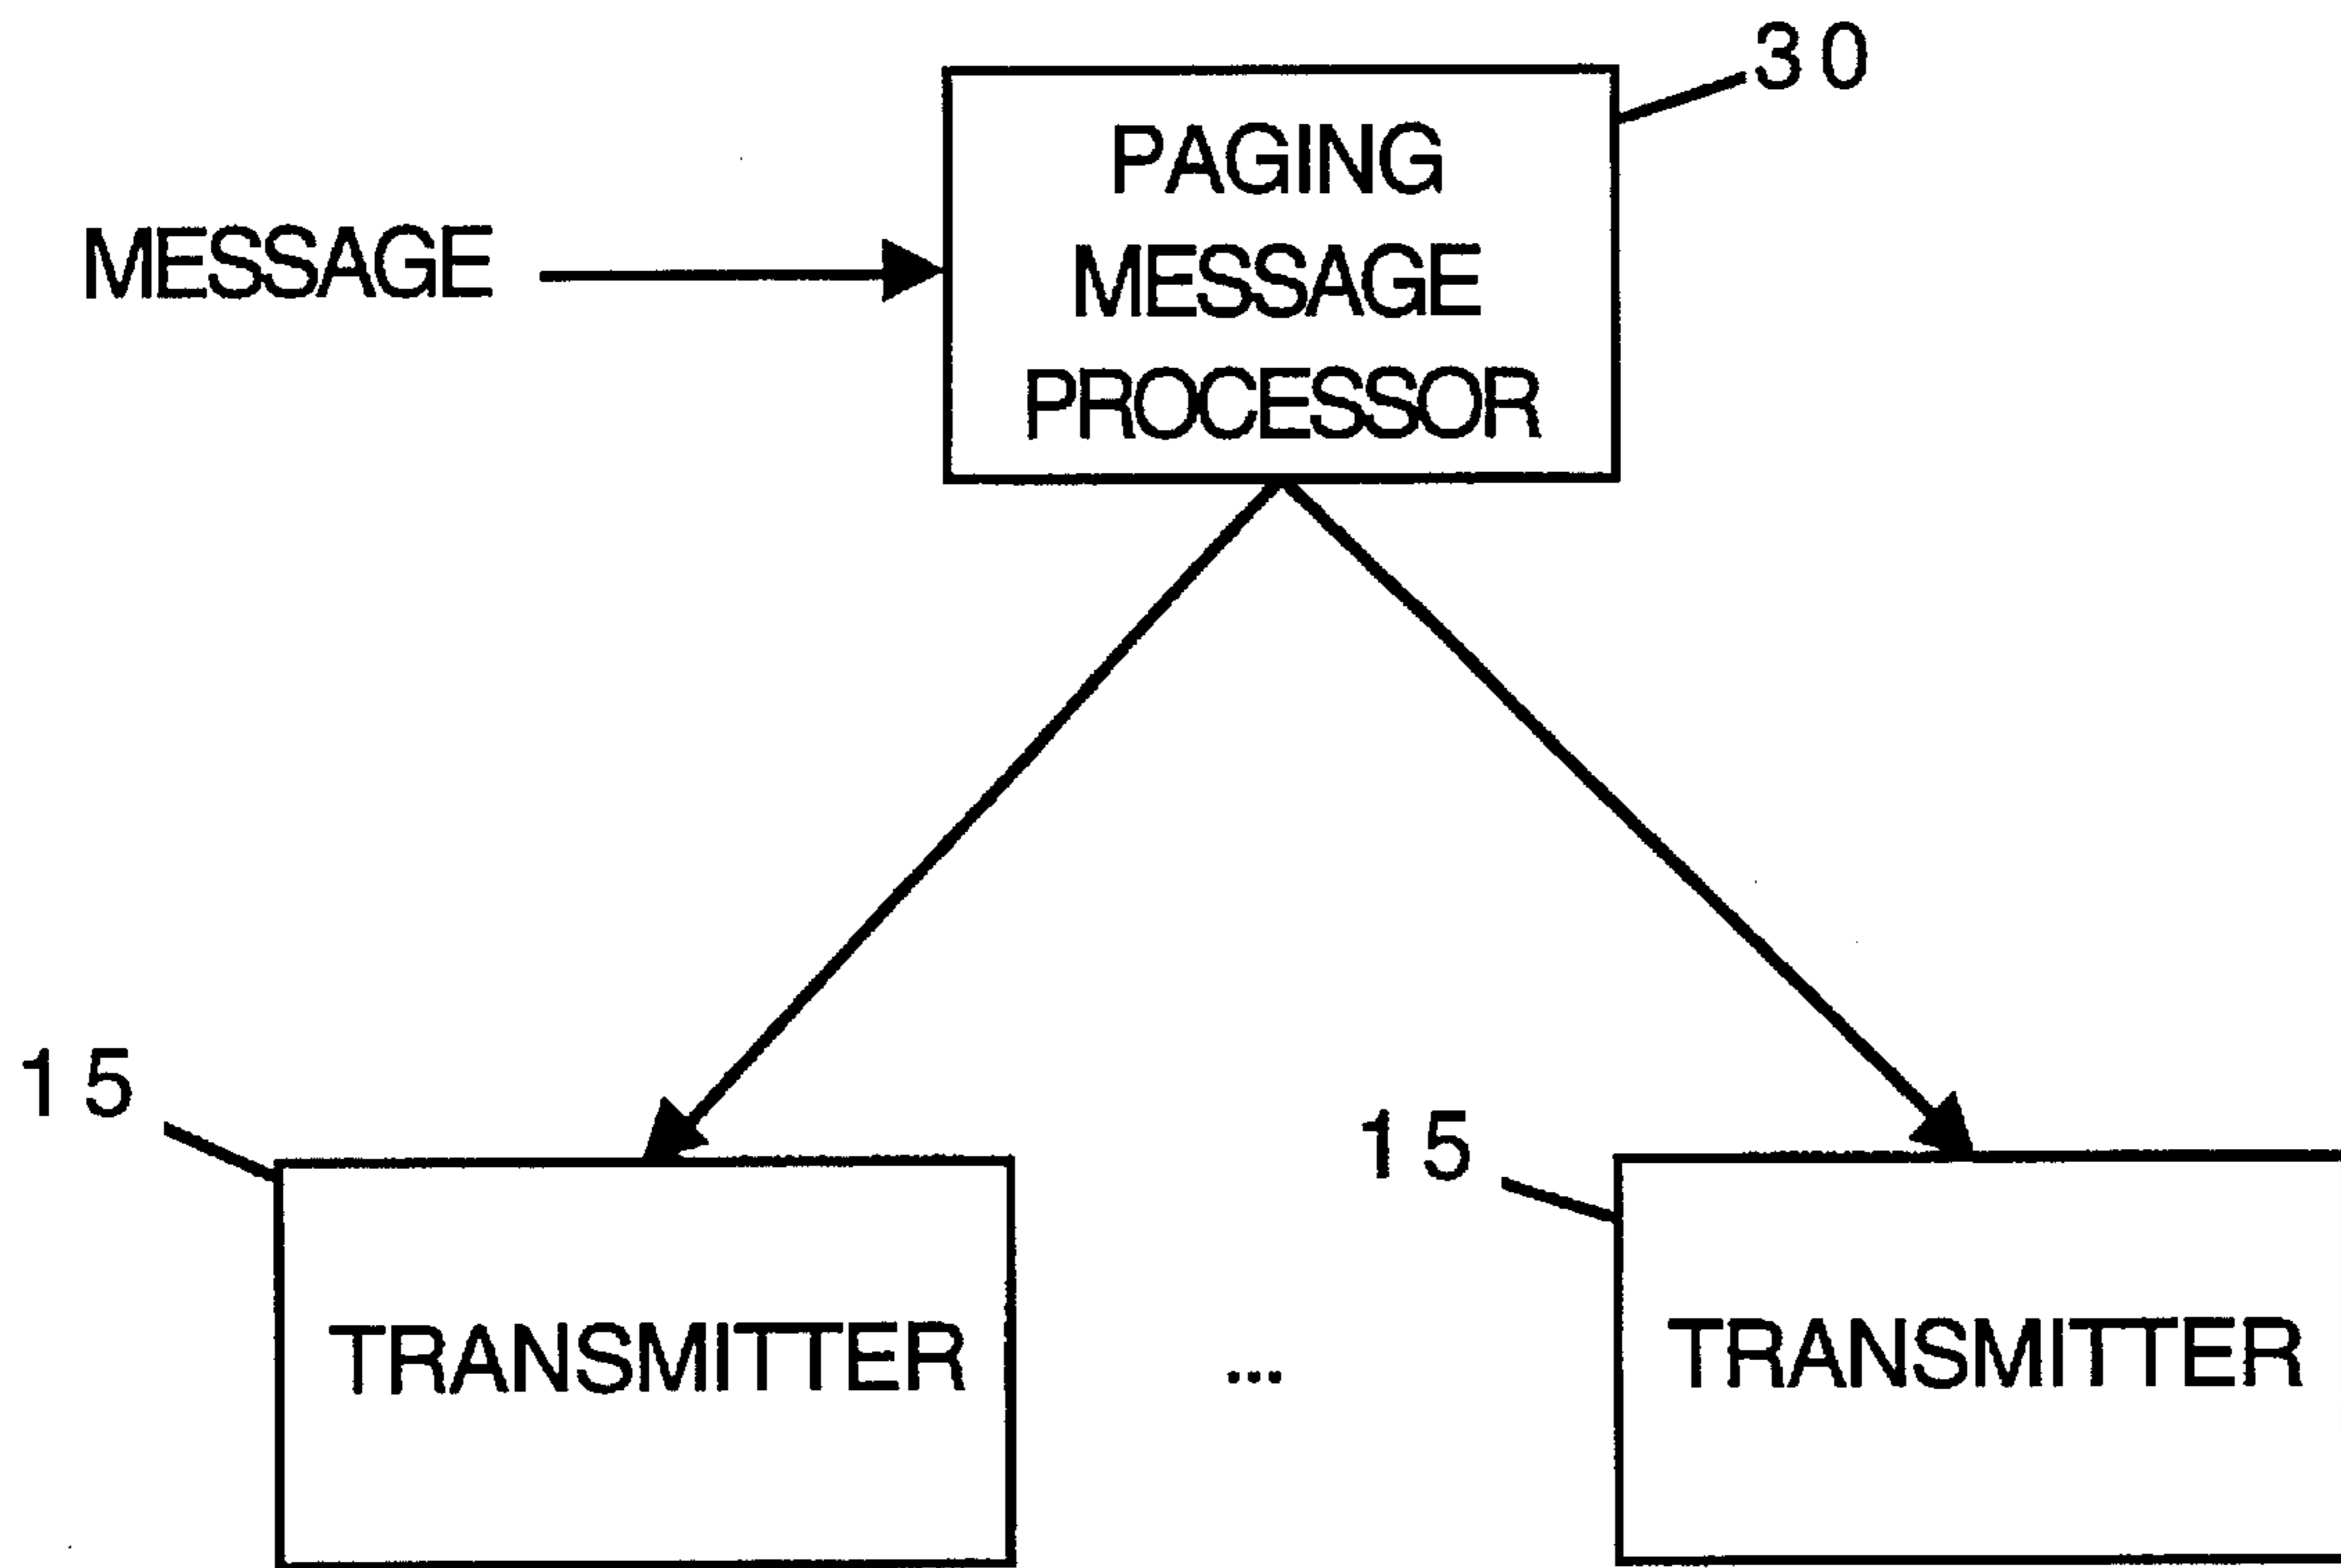 30
PAGING
MESSAGE
PROCESSOR
MESSAGE
15
15
TRANSMITTER
...
TRANSMITTER